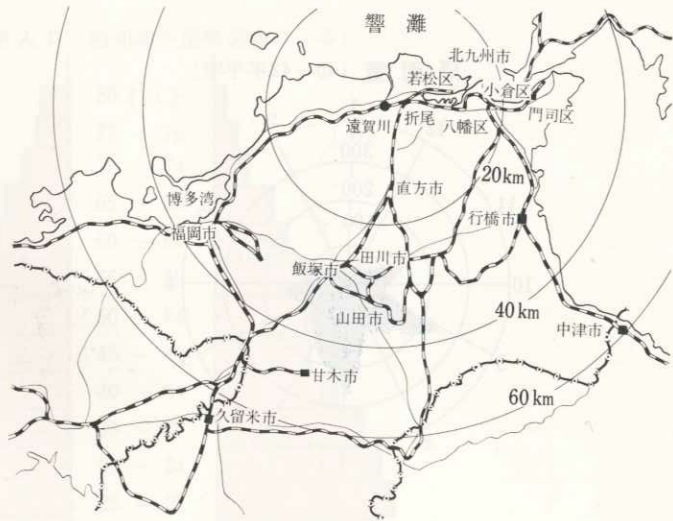 響灘
北九州市
若松区
小倉区
遠賀川
折尾
八幡区
門司区
直方市
20km
博多湾
行橋市
福岡市
飯塚市
田川市
山田市
40km
中津市
甘木市
60km
久留米市